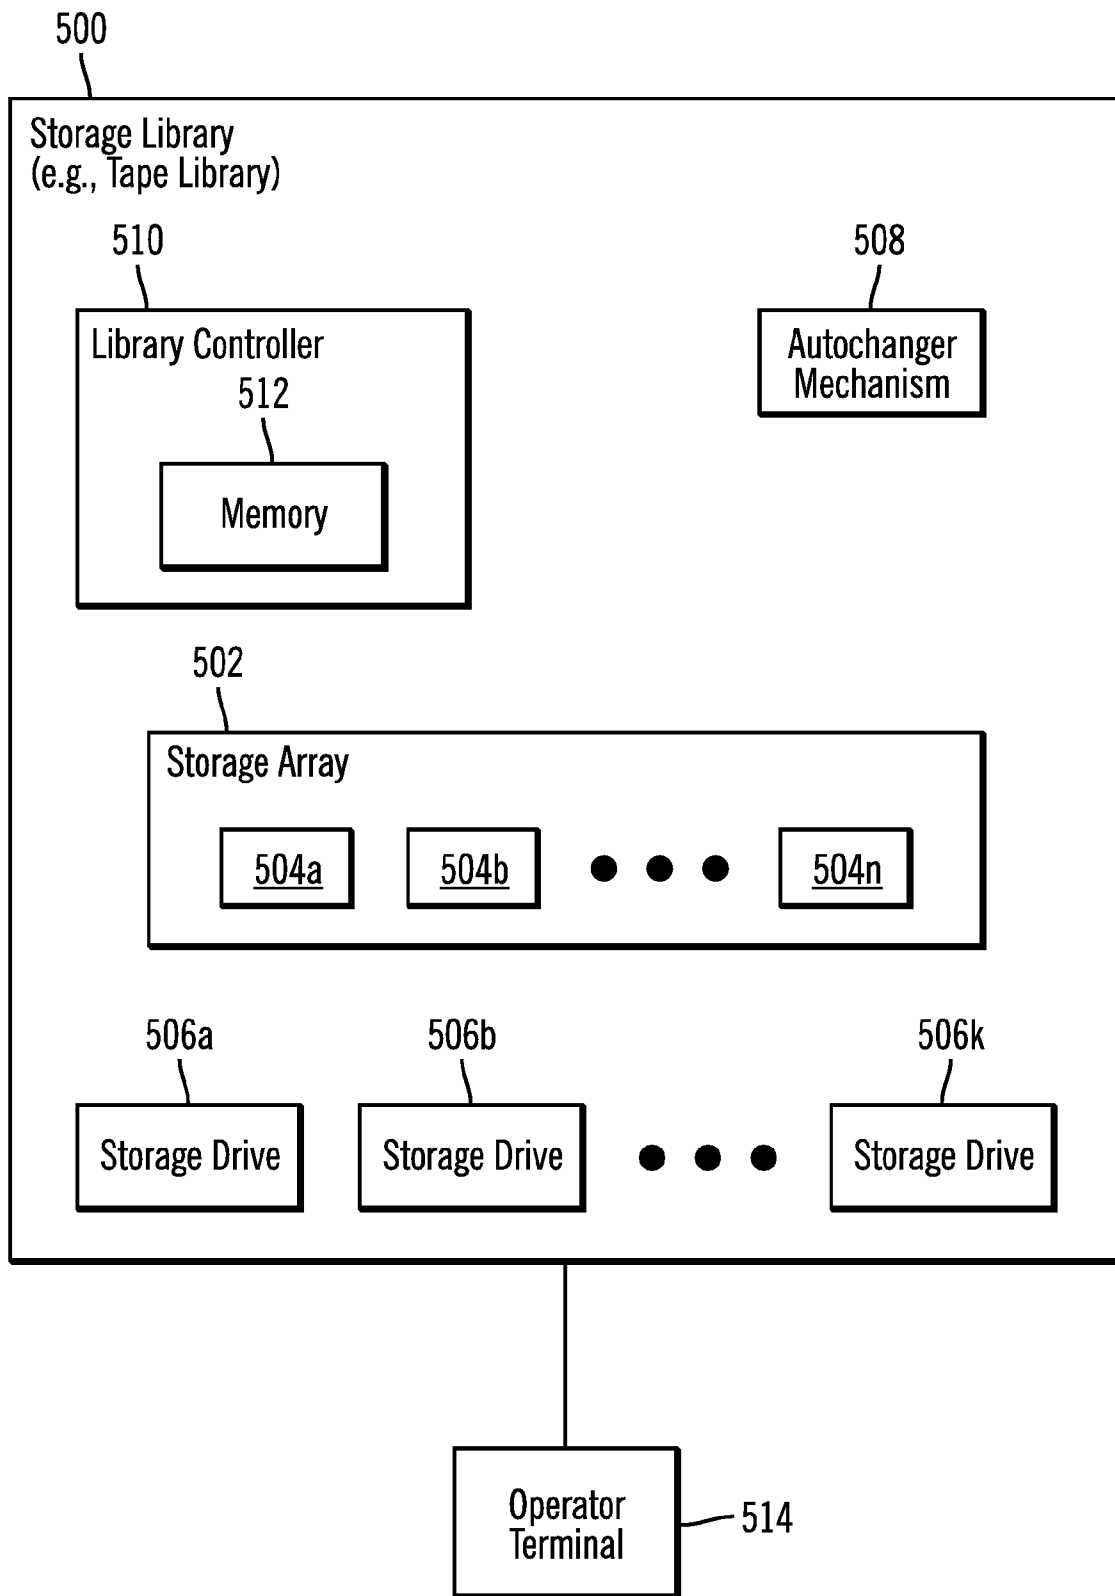 500
Storage Library
(e.g., Tape Library)
510
508
Library Controller
Autochanger
Mechanism
512
Memory
502
Storage Array
504a 504b 504n
506a 506b 506k
Storage Drive Storage Drive Storage Drive
Operator
Terminal
514